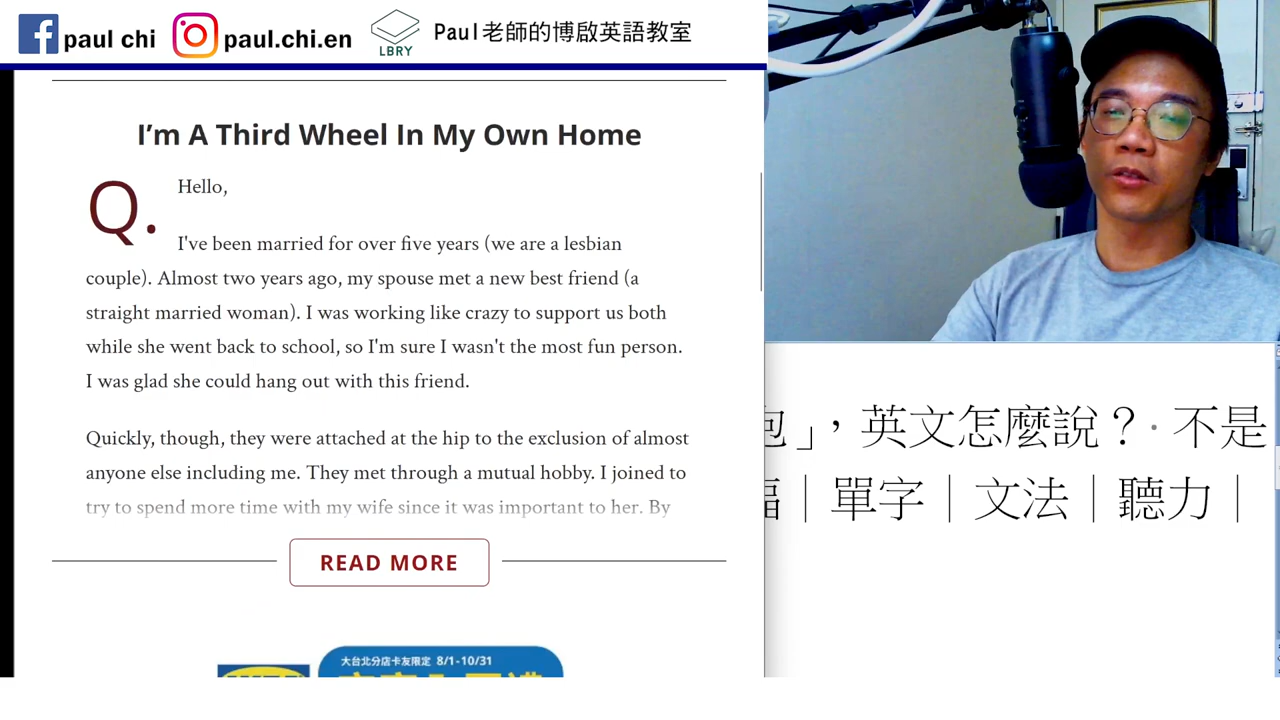 paul chi
paul.chi.en
LBRY
Paul老師的博啟英語教室
I’m A Third Wheel In My Own Home
Q.
Hello,
I've been married for over five years (we are a lesbian
couple). Almost two years ago, my spouse met a new best friend (a
straight married woman). I was working like crazy to support us both
while she went back to school, so I'm sure I wasn't the most fun person.
I was glad she could hang out with this friend.
Quickly, though, they were attached at the hip to the exclusion of almost
anyone else including me. They met through a mutual hobby. I joined to
try to spend more time with my wife since it was important to her. By
READ MORE
大台北分店卡友限定 8/1-10/31
」，英文怎麼說？·不是
｜單字｜文法｜聽力｜